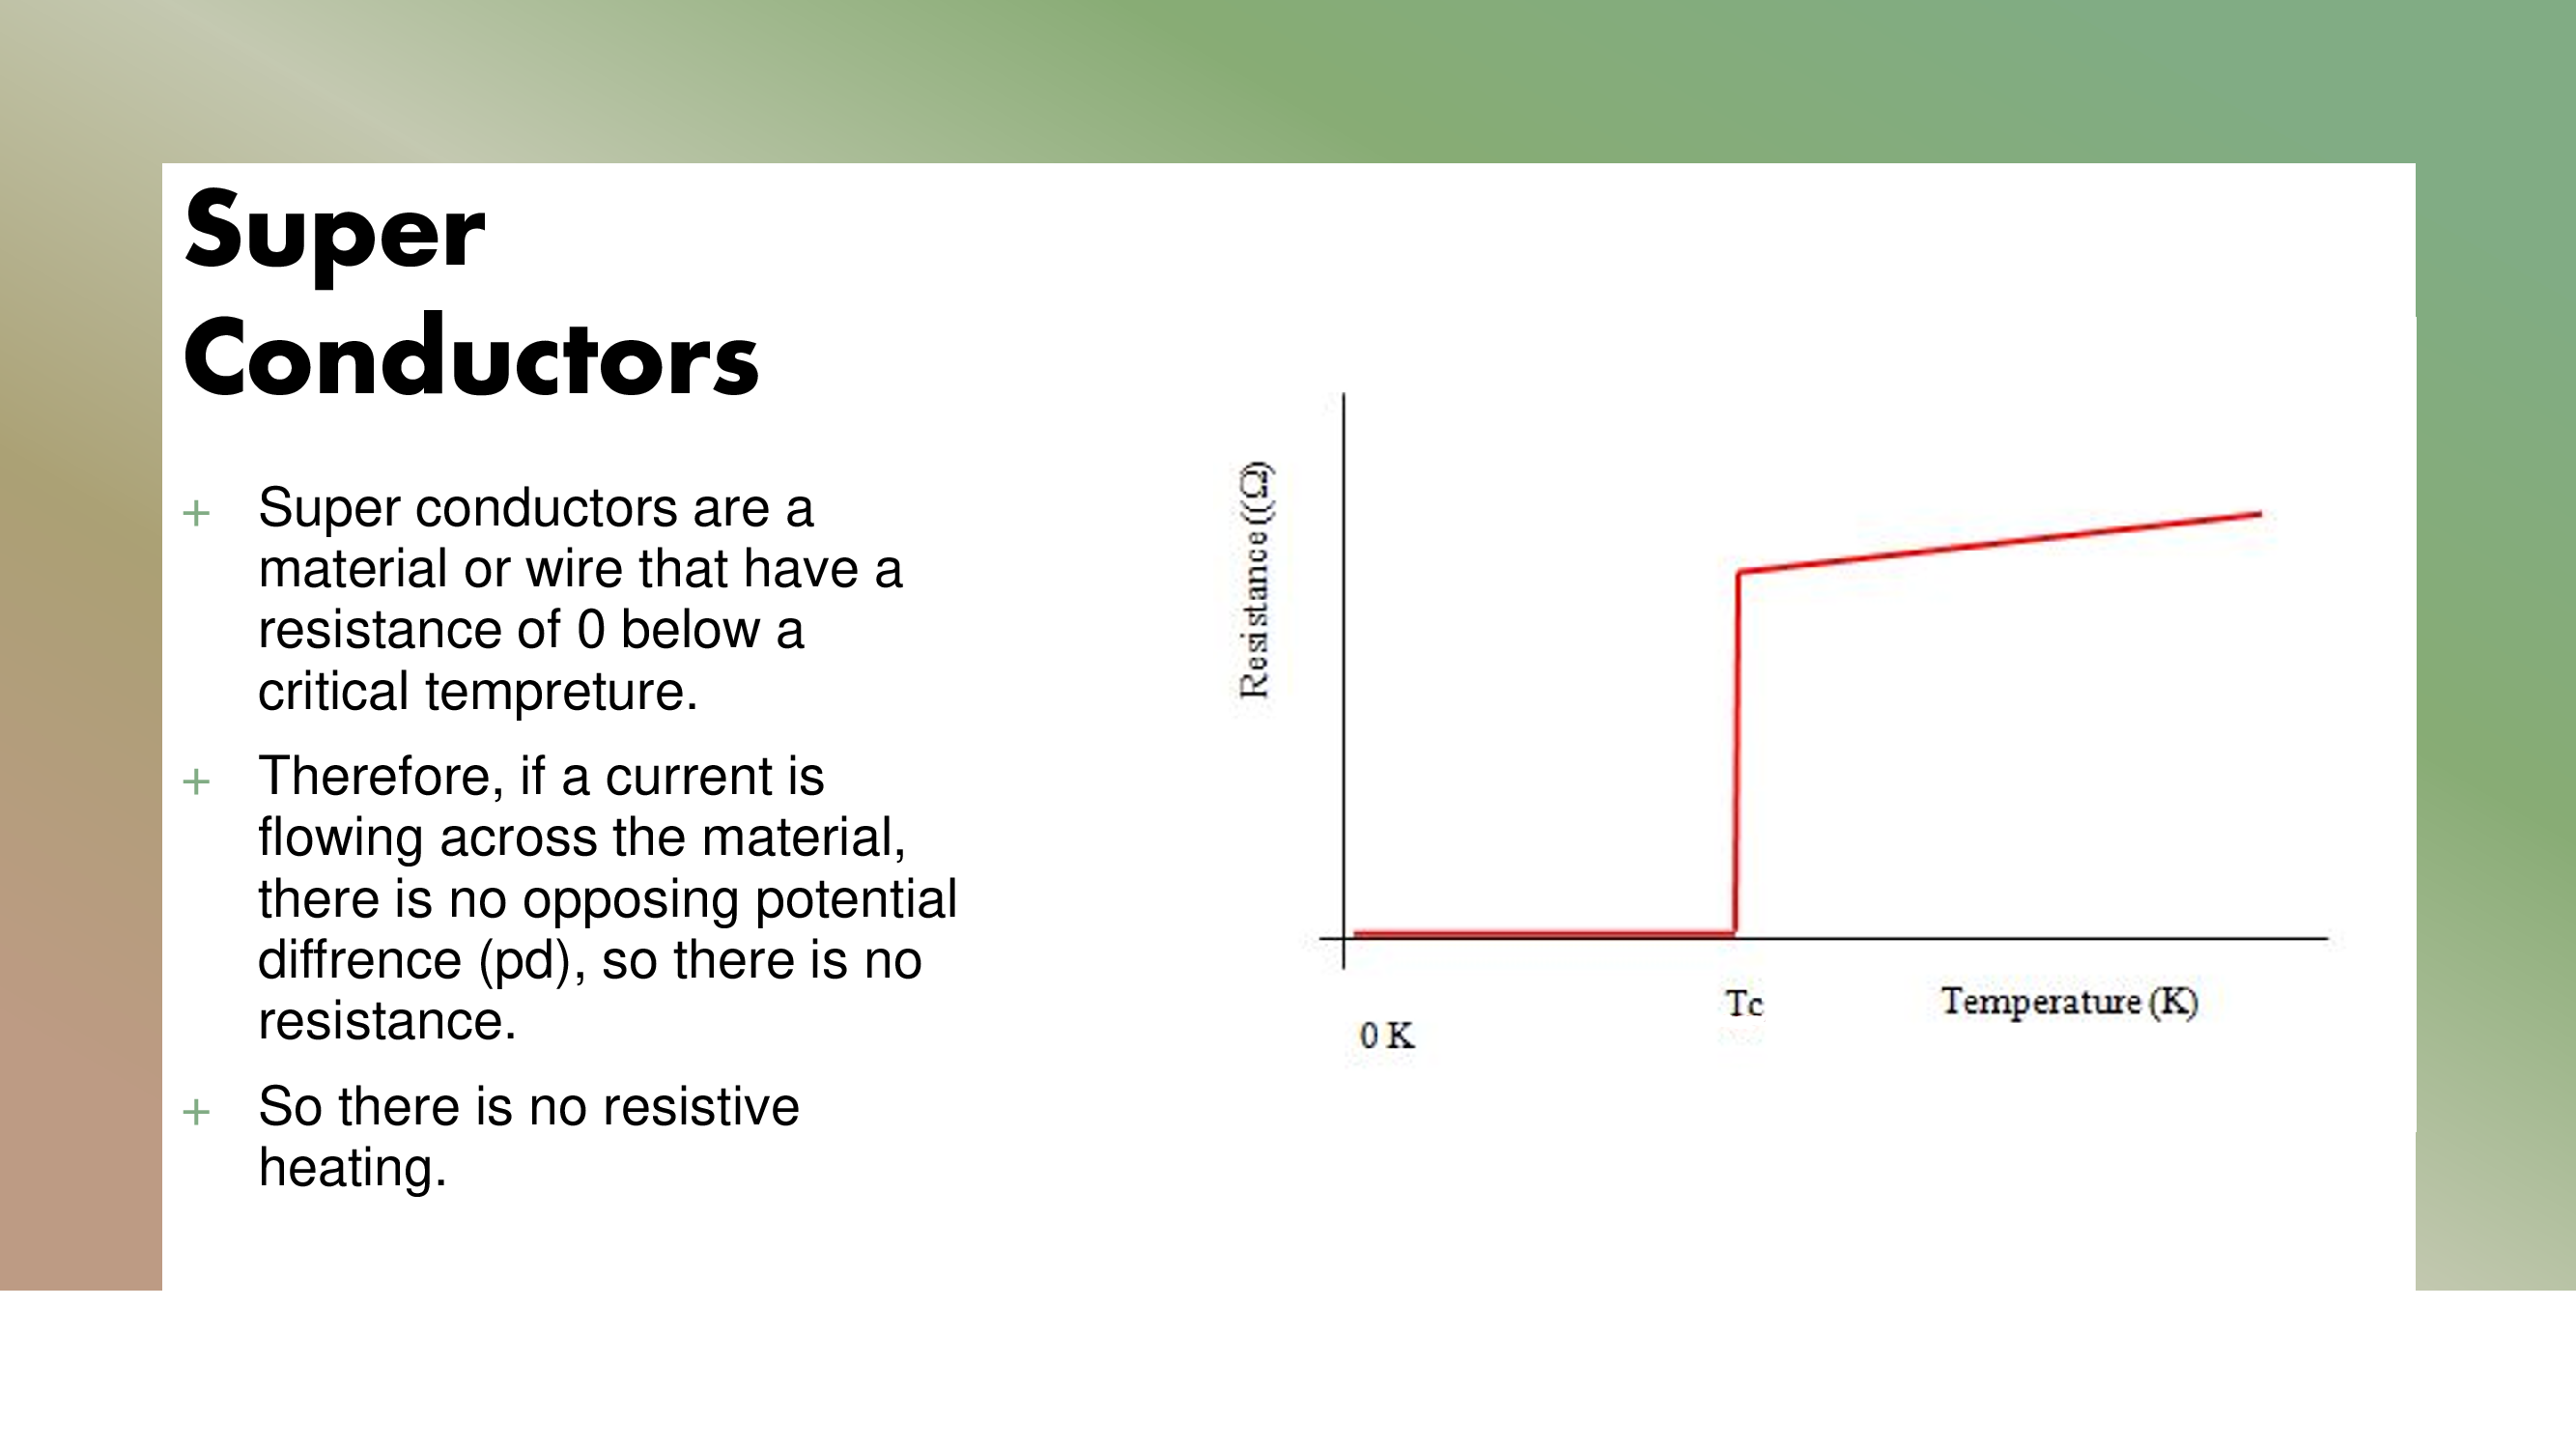 Super
Conductors
+ Super conductors are a
material or wire that have a
resistance of 0 below a
critical tempreture.
+ Therefore, if a current is
flowing across the material,
there is no opposing potential
diffrence (pd), so there is no
resistance.
+ So there is no resistive
heating.
Resistance((Ω)
Tc
Temperature (K)
0 K